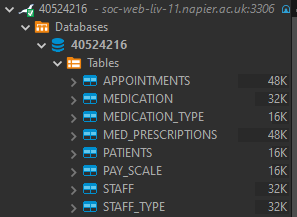 40524216 - soc-web-liv-11.napier.ac.uk:3306
Databases
40524216
Tables
APPOINTMENTS 48K
MEDICATION 32K
MEDICATION_TYPE 16K
MED_PRESCRIPTIONS 48K
PATIENTS 16K
PAY_SCALE 16K
STAFF 32K
STAFF_TYPE 32K